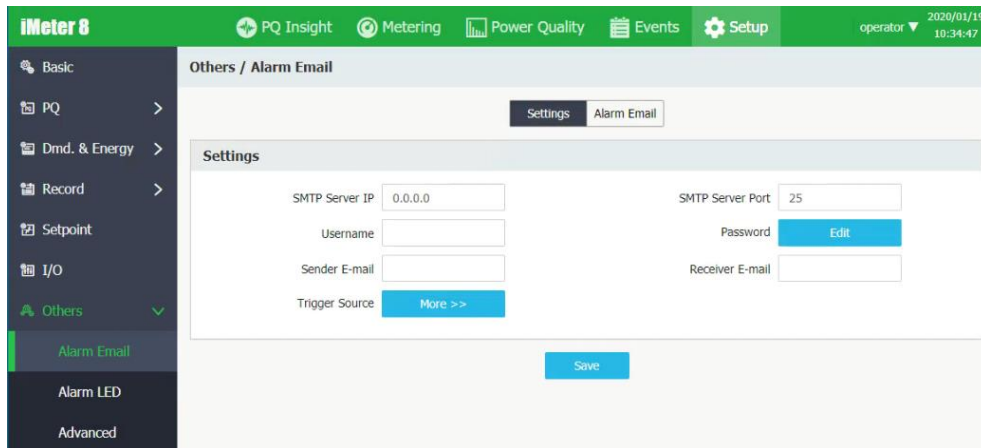 iMeter 8
PQ Insight
Metering
Power Quality
Events
Setup
operator ▼
2020/01/19
10:34:47
Basic
PQ
Dmd. & Energy
Record
Setpoint
I/O
Others
Alarm Email
Alarm LED
Advanced
Others / Alarm Email
Settings
Alarm Email
Settings
SMTP Server IP 0.0.0.0
SMTP Server Port 25
Username
Password Edit
Sender E-mail
Receiver E-mail
Trigger Source More >>
Save